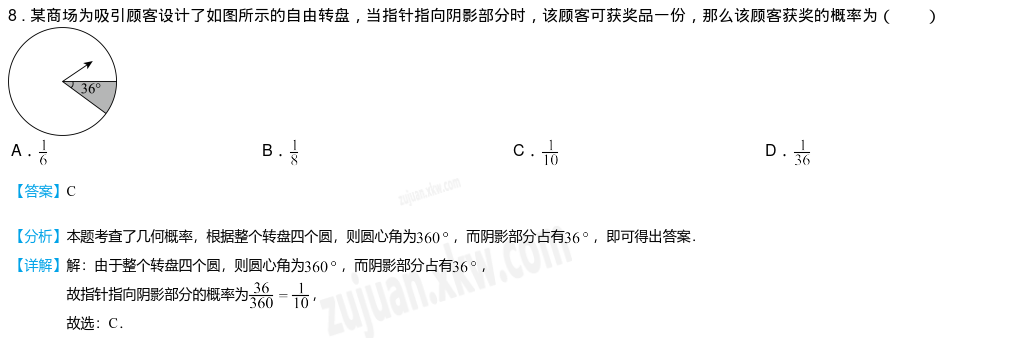 8．某商场为吸引顾客设计了如图所示的自由转盘，当指针指向阴影部分时，该顾客可获奖品一份，那么该顾客获奖的概率为（　　）
36°
A．1/6　B．1/8　C．1/10　D．1/36
【答案】C
zujuan.xkw.com
【分析】本题考查了几何概率，根据整个转盘四个圆，则圆心角为360°，而阴影部分占有36°，即可得出答案．
【详解】解：由于整个转盘四个圆，则圆心角为360°，而阴影部分占有36°，
故指针指向阴影部分的概率为36/360=1/10，
zujuan.xkw.com
故选：C．